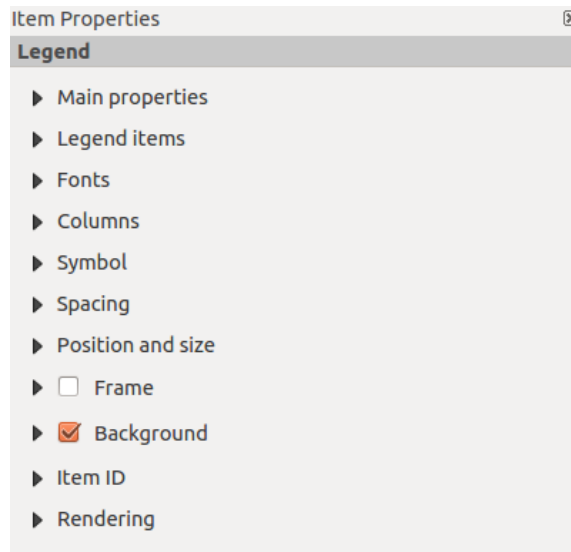 Item Properties
Legend
Main properties
Legend items
Fonts
Columns
Symbol
Spacing
Position and size
Frame
Background
Item ID
Rendering